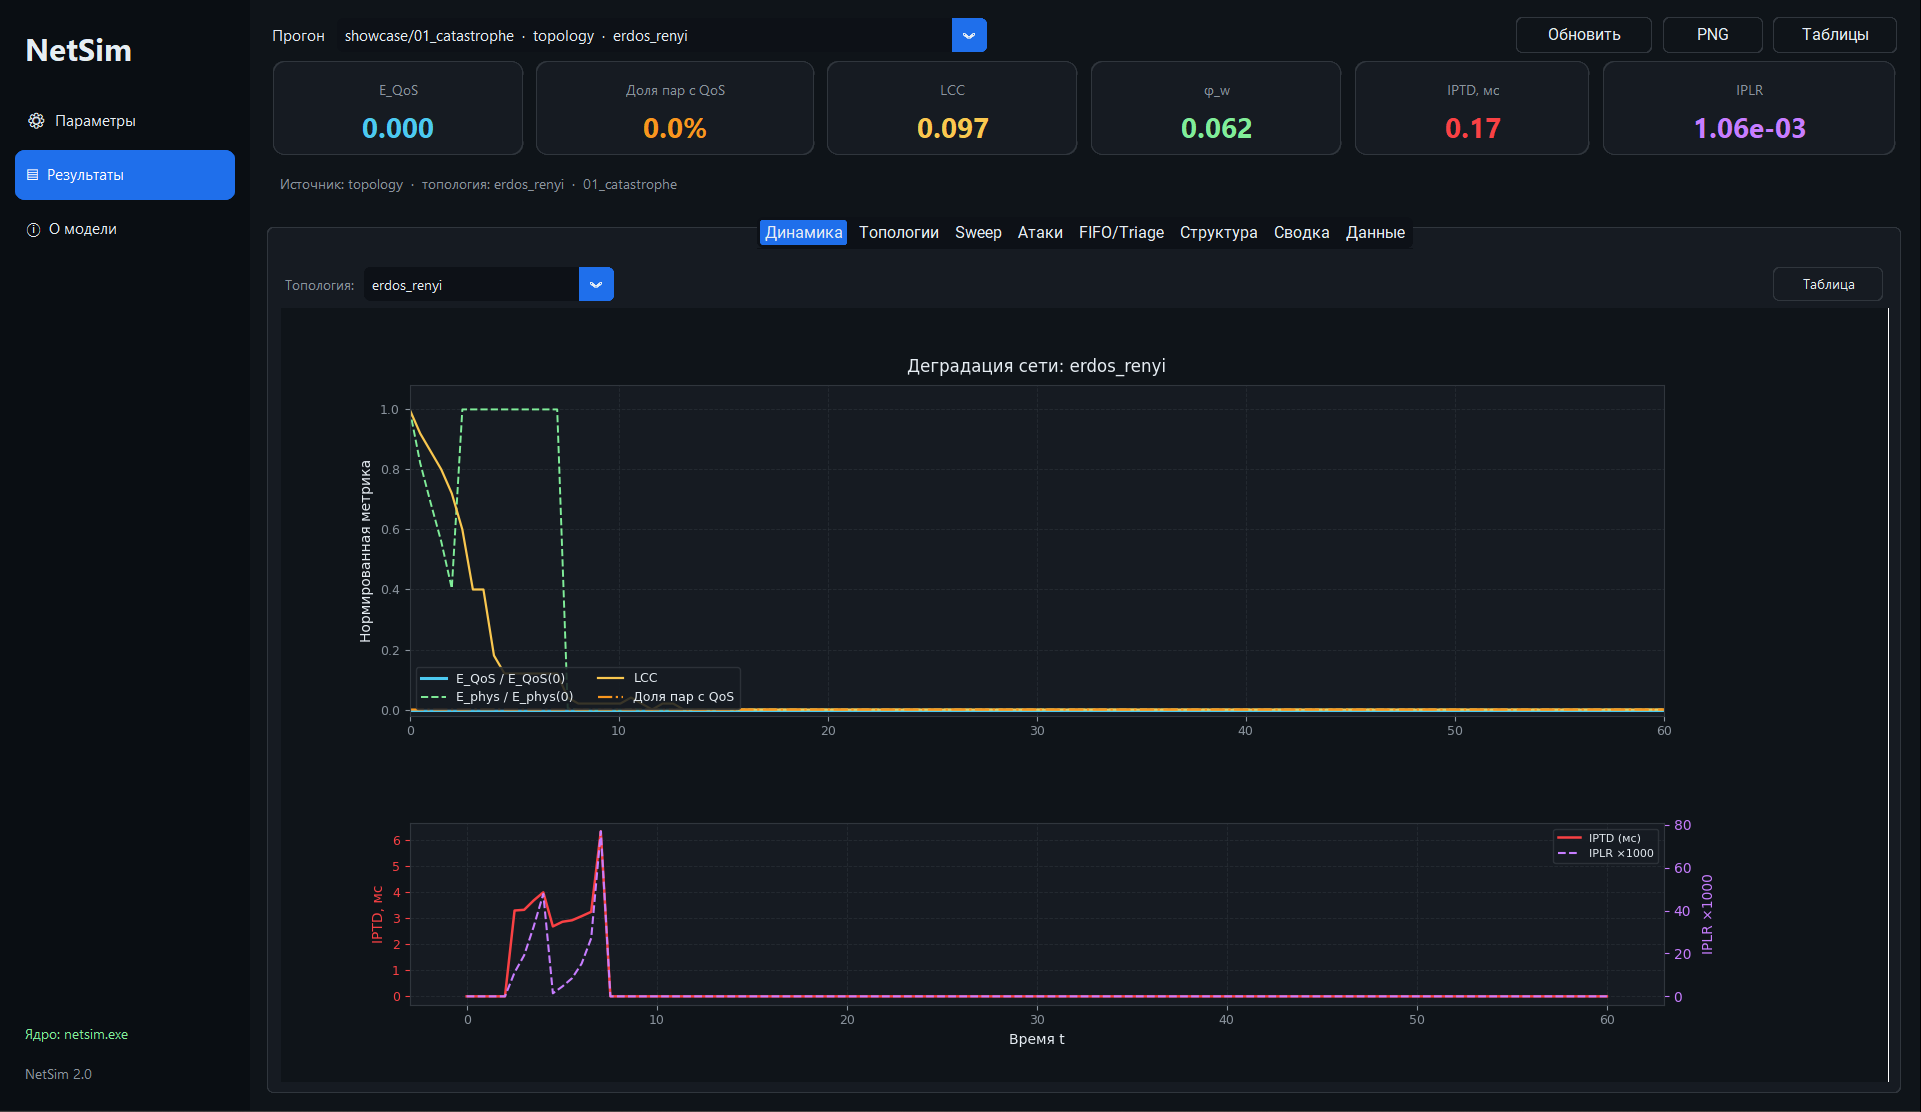 NetSim
Параметры
Результаты
О модели
Ядро: netsim.exe
NetSim 2.0
Прогон showcase/01_catastrophe · topology · erdos_renyi
Обновить PNG Таблицы
E_QoS
0.000
Доля пар с QoS
0.0%
LCC
0.097
φ_w
0.062
IPTD, мс
0.17
IPLR
1.06e-03
Источник: topology · топология: erdos_renyi · 01_catastrophe
Динамика Топологии Sweep Атаки FIFO/Triage Структура Сводка Данные
Топология: erdos_renyi Таблица
Деградация сети: erdos_renyi
Нормированная метрика
1.0
0.8
0.6
0.4
0.2
0.0
E_QoS / E_QoS(0) LCC
E_phys / E_phys(0) Доля пар с QoS
0 10 20 30 40 50 60
IPTD, мс
6
5
4
3
2
1
0
IPTD (мс)
IPLR ×1000
80
60
40
20
0
IPLR ×1000
0 10 20 30 40 50 60
Время t